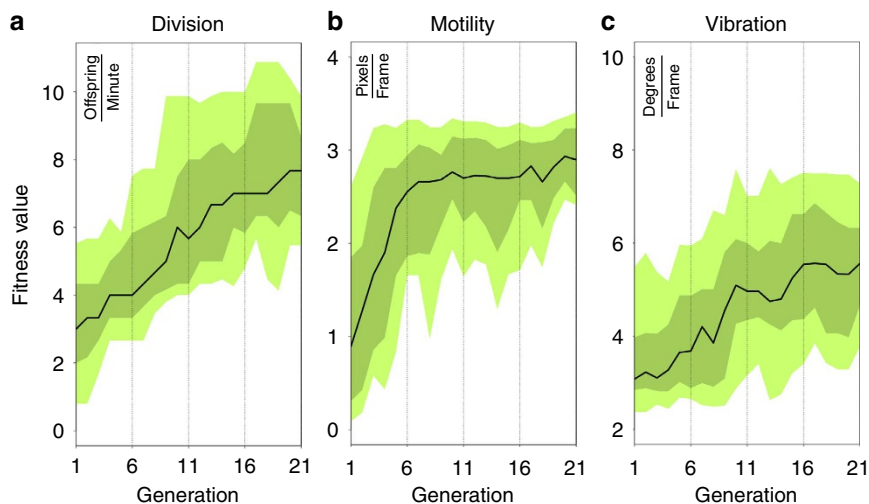 a Division
b Motility
c Vibration
Fitness value
Offspring
Minute
10
8
6
4
2
0
1 6 11 16 21
Generation
Pixels
Frame
4
3
2
1
0
1 6 11 16 21
Generation
Degrees
Frame
10
8
6
4
2
1 6 11 16 21
Generation